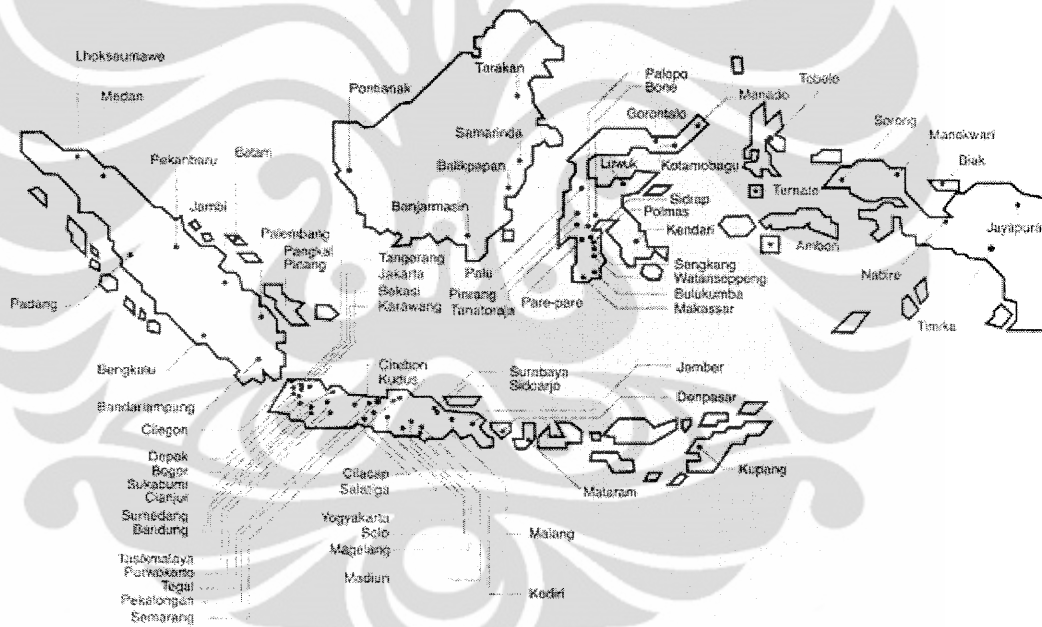 Lhokseumawe
Medan
Pekanbaru
Batam
Jambi
Palembang
Pangkal
Pinang
Padang
Bengkulu
Bandarlampung
Cilegon
Depok
Bogor
Sukabumi
Cianjur
Sumedang
Bandung
Tasikmalaya
Purwokerto
Tegal
Pekalongan
Semarang
Pontianak
Tarakan
Samarinda
Balikpapan
Banjarmasin
Tangerang
Jakarta
Bekasi
Karawang
Cirebon
Kudus
Surabaya
Sidoarjo
Jember
Denpasar
Cilacap
Salatiga
Yogyakarta
Solo
Magelang
Madiun
Malang
Kediri
Mataram
Kupang
Palopo
Bone
Gorontalo
Manado
Kotamobagu
Luwuk
Sidrap
Polmas
Kendari
Palu
Pinrang
Tanatoraja
Pare-pare
Sengkang
Watansoppeng
Bulukumba
Makassar
Tobelo
Ternate
Ambon
Sorong
Manokwari
Biak
Jayapura
Nabire
Timika